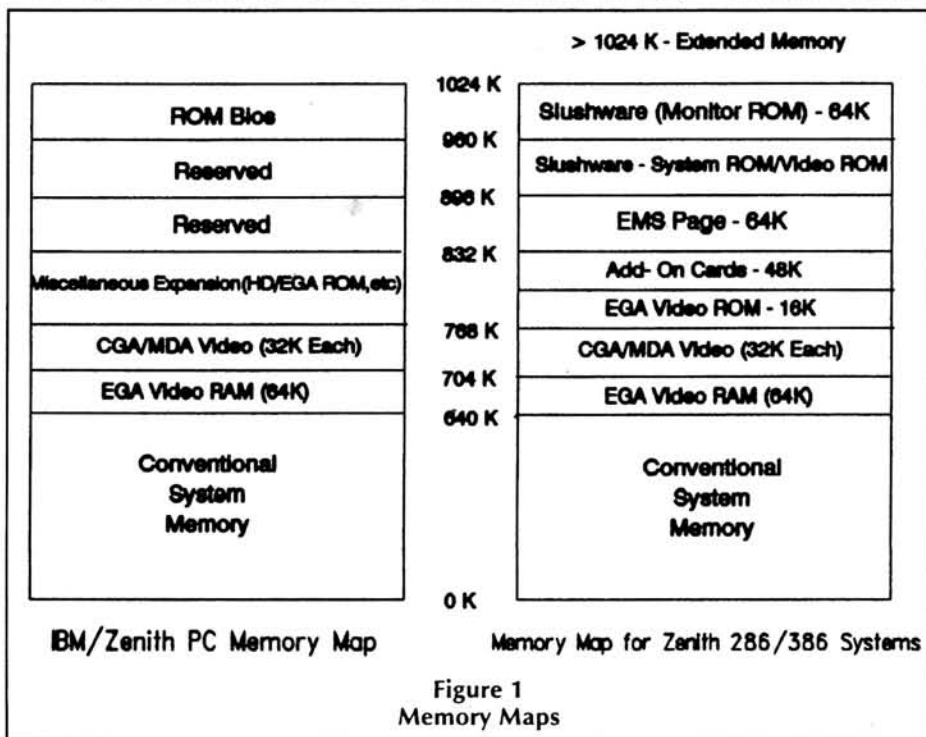 > 1024 K - Extended Memory
1024 K
ROM Bios
Slushware (Monitor ROM) - 64K
960 K
Reserved
Slushware - System ROM/Video ROM
896 K
Reserved
EMS Page - 64K
832 K
Miscellaneous Expansion(HD/EGA ROM,etc)
Add- On Cards - 48K
EGA Video ROM - 16K
768 K
CGA/MDA Video (32K Each)
CGA/MDA Video (32K Each)
704 K
EGA Video RAM (64K)
EGA Video RAM (64K)
640 K
Conventional
System
Memory
Conventional
System
Memory
0 K
IBM/Zenith PC Memory Map
Memory Map for Zenith 286/386 Systems
Figure 1
Memory Maps